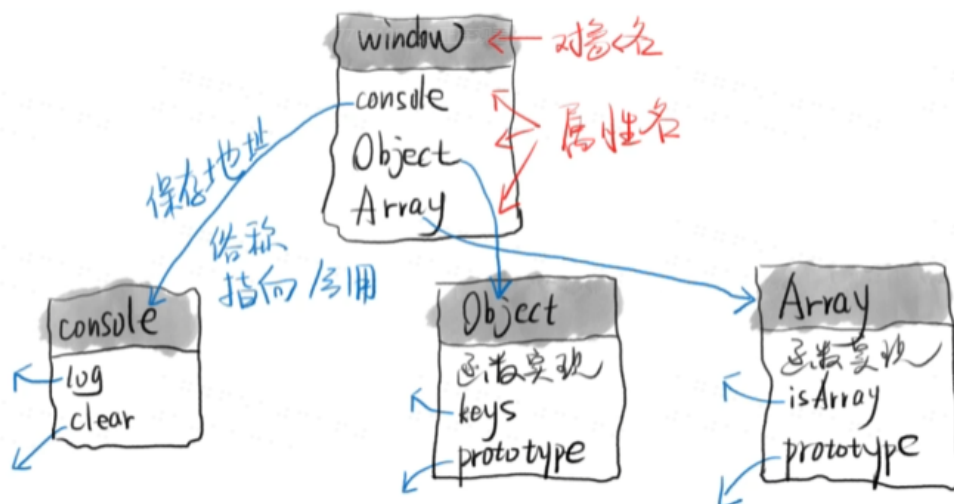 window
对象名
console
Object
Array
属性名
保存地址
俗称
指向/引用
console
log
clear
Object
函数实现
keys
prototype
Array
函数实现
isArray
prototype